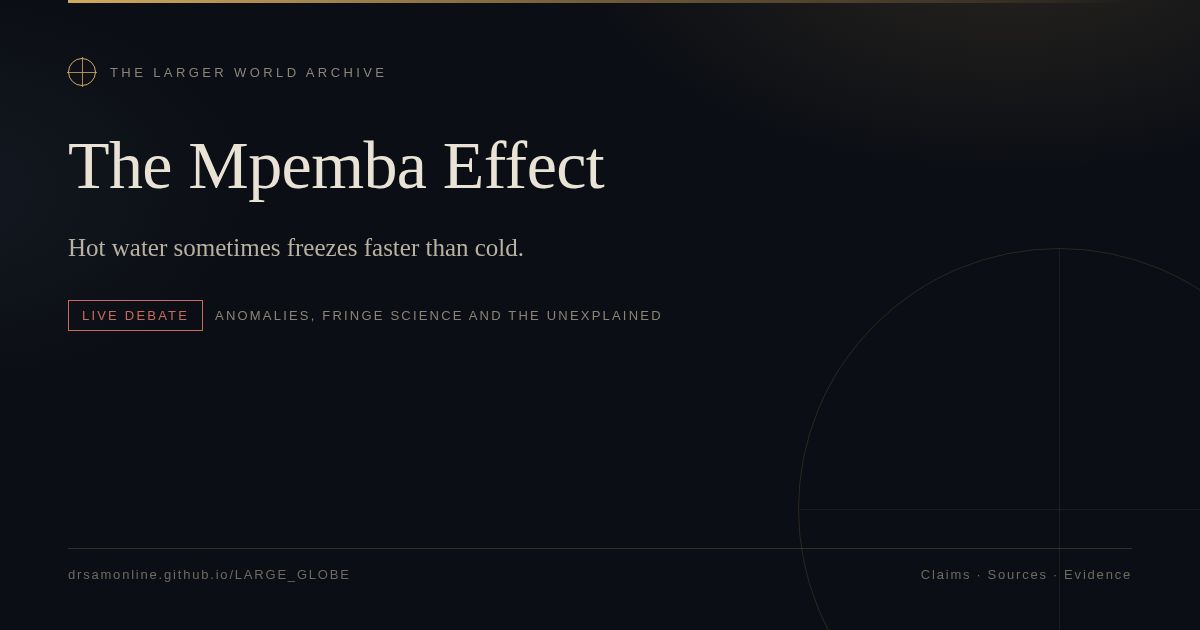 THE LARGER WORLD ARCHIVE
The Mpemba Effect
Hot water sometimes freezes faster than cold.
LIVE DEBATE ANOMALIES, FRINGE SCIENCE AND THE UNEXPLAINED
drsamonline.github.io/LARGE_GLOBE Claims · Sources · Evidence